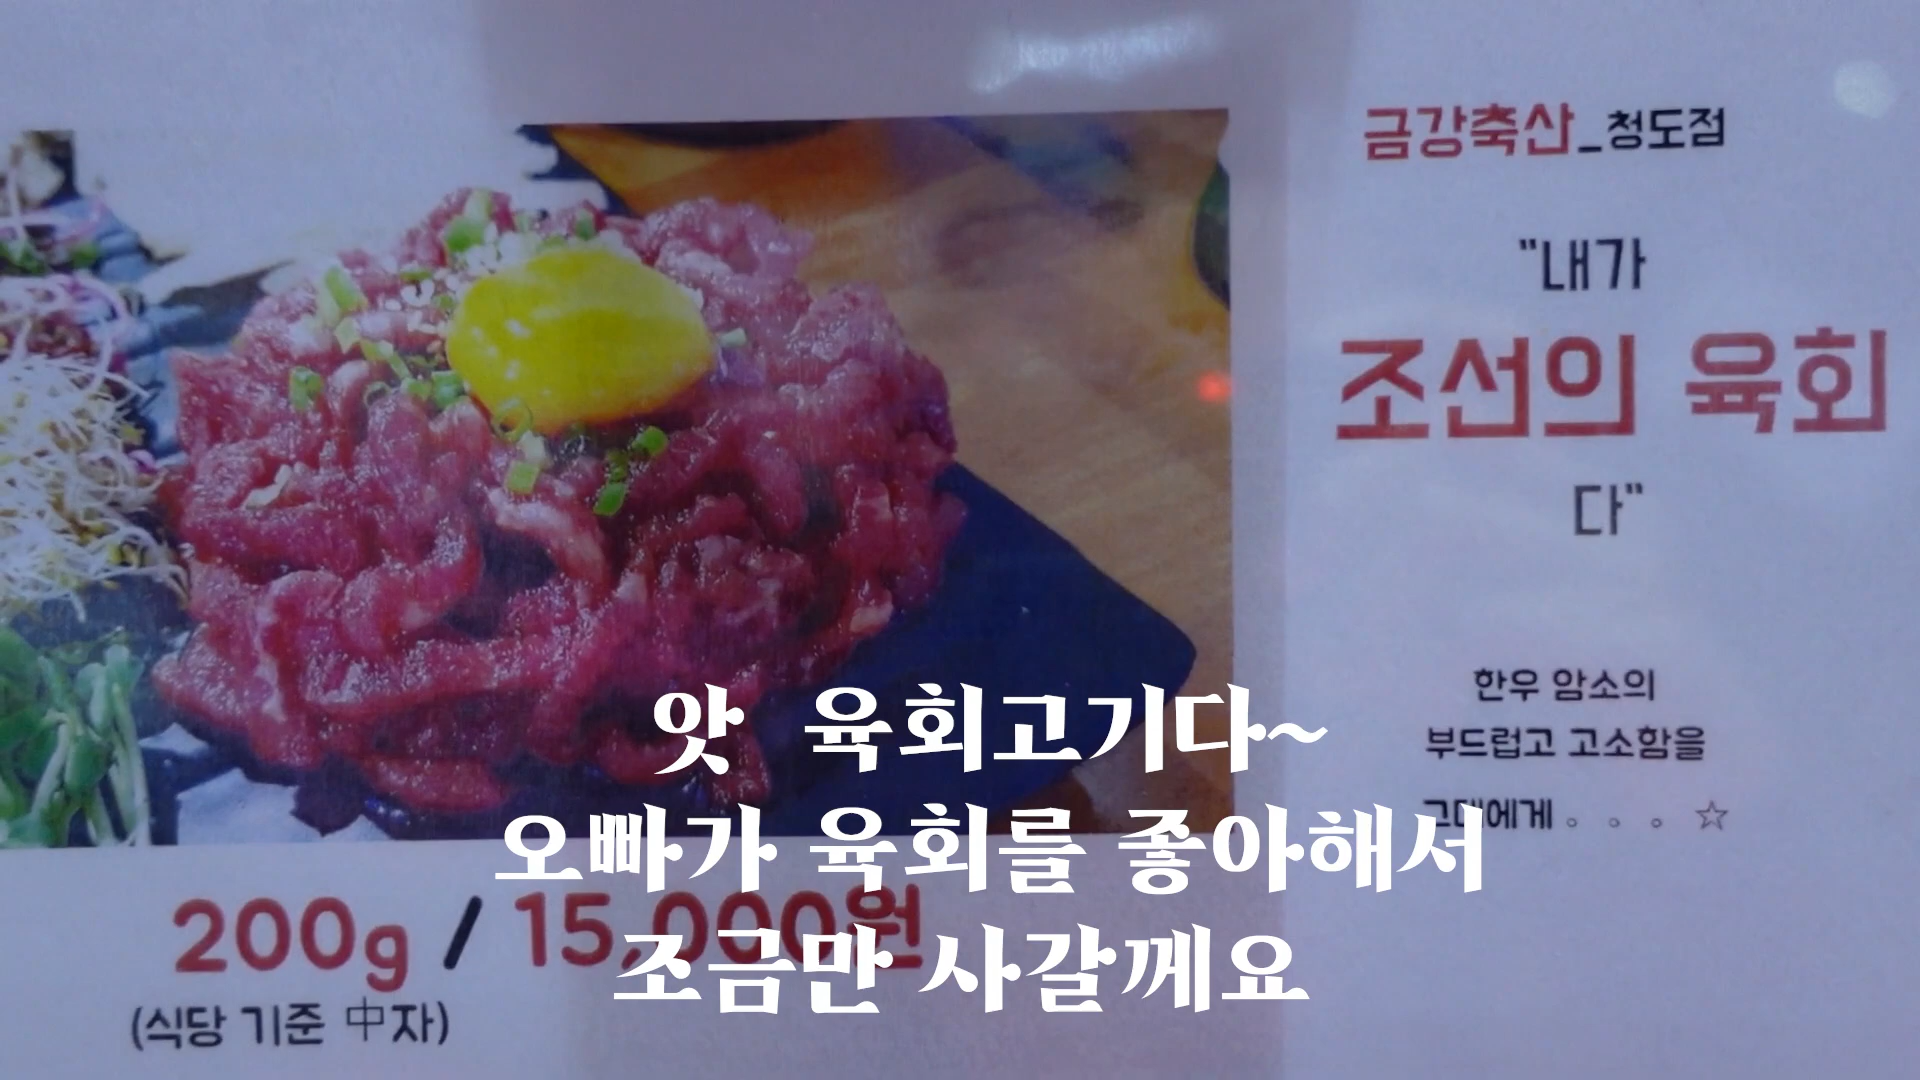 금강축산_청도점
"내가
조선의 육회
다"
한우 암소의
부드럽고 고소함을
그대에게。。。☆
200g / 15,000원
(식당 기준 中자)
앗 육회고기다~
오빠가 육회를 좋아해서
조금만 사갈께요